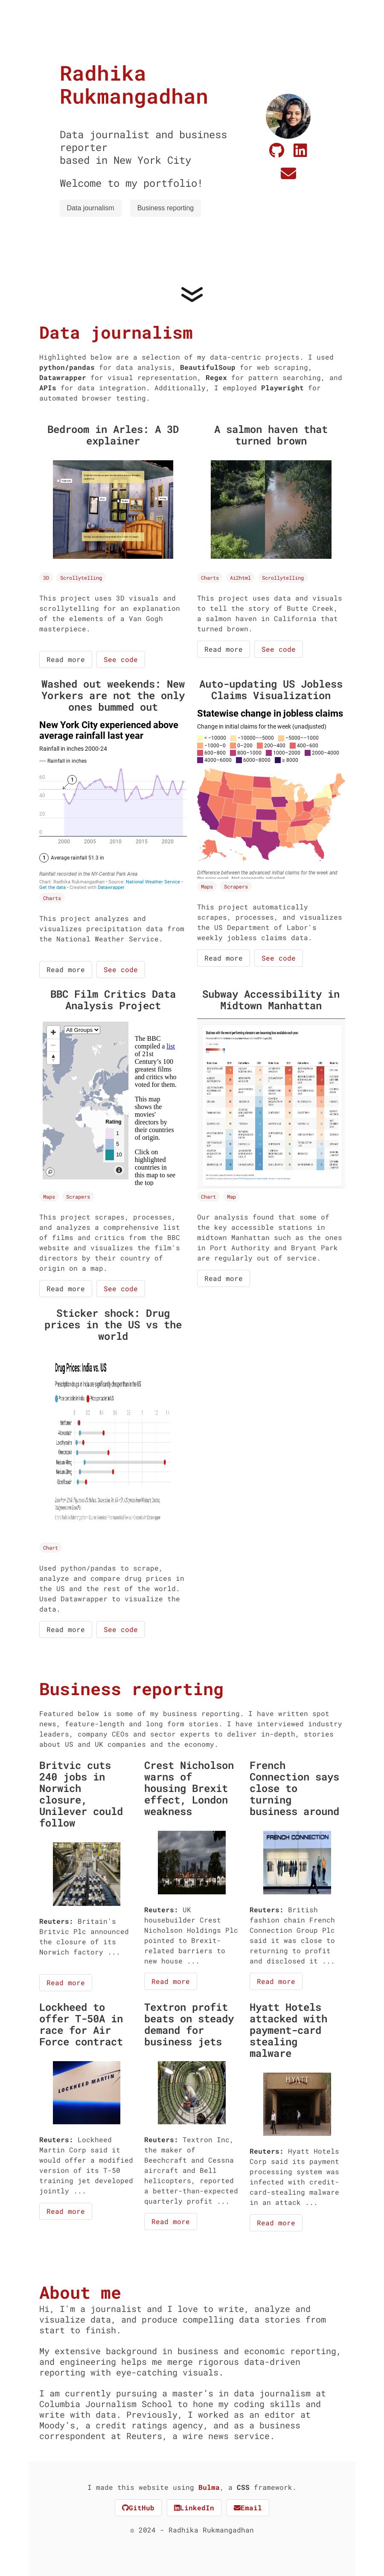 Radhika
Rukmangadhan
Data journalist and business
reporter
based in New York City
Welcome to my portfolio!
Data journalism
Business reporting
Data journalism
Highlighted below are a selection of my data-centric projects. I used
python/pandas for data analysis, BeautifulSoup for web scraping,
Datawrapper for visual representation, Regex for pattern searching, and
APIs for data integration. Additionally, I employed Playwright for
automated browser testing.
Bedroom in Arles: A 3D
explainer
3D Scrollytelling
This project uses 3D visuals and
scrollytelling for an explanation
of the elements of a Van Gogh
masterpiece.
Read more See code
A salmon haven that
turned brown
Charts Ai2html Scrollytelling
This project uses data and visuals
to tell the story of Butte Creek,
a salmon haven in California that
turned brown.
Read more See code
Washed out weekends: New
Yorkers are not the only
ones bummed out
New York City experienced above
average rainfall last year
Rainfall in inches 2000-24
Rainfall in inches
60
40
20
0
1
2000 2005 2010 2015 2020
1 Average rainfall 51.3 in
Rainfall recorded in the NY-Central Park Area
Chart: Radhika Rukmangadhan • Source: National Weather Service •
Get the data • Created with Datawrapper
Charts
This project analyzes and
visualizes precipitation data from
the National Weather Service.
Read more See code
Auto-updating US Jobless
Claims Visualization
Statewide change in jobless claims
Change in initial claims for the week (unadjusted)
< −10000 −10000–−5000 −5000–−1000
−1000–0 0–200 200–400 400–600
600–800 800–1000 1000–2000 2000–4000
4000–6000 6000–8000 ≥ 8000
Difference between the advanced initial claims for the week and
Maps Scrapers
This project automatically
scrapes, processes, and visualizes
the US Department of Labor's
weekly jobless claims data.
Read more See code
BBC Film Critics Data
Analysis Project
All Groups
Rating
1
5
10
The BBC
compiled a list
of 21st
Century's 100
greatest films
and critics who
voted for them.
This map
shows the
movies'
directors by
their countries
of origin.
Click on
highlighted
countries in
this map to see
the top
Maps Scrapers
This project scrapes, processes,
and analyzes a comprehensive list
of films and critics from the BBC
website and visualizes the film's
directors by their country of
origin on a map.
Read more See code
Subway Accessibility in
Midtown Manhattan
Chart Map
Our analysis found that some of
the key accessible stations in
midtown Manhattan such as the ones
in Port Authority and Bryant Park
are regularly out of service.
Read more
Sticker shock: Drug
prices in the US vs the
world
Drug Prices: India vs. US
Chart
Used python/pandas to scrape,
analyze and compare drug prices in
the US and the rest of the world.
Used Datawrapper to visualize the
data.
Read more See code
Business reporting
Featured below is some of my business reporting. I have written spot
news, feature-length and long form stories. I have interviewed industry
leaders, company CEOs and sector experts to deliver in-depth, stories
about US and UK companies and the economy.
Britvic cuts
240 jobs in
Norwich
closure,
Unilever could
follow
Reuters: Britain's
Britvic Plc announced
the closure of its
Norwich factory ...
Read more
Crest Nicholson
warns of
housing Brexit
effect, London
weakness
Reuters: UK
housebuilder Crest
Nicholson Holdings Plc
pointed to Brexit-
related barriers to
new house ...
Read more
French
Connection says
close to
turning
business around
FRENCH CONNECTION
Reuters: British
fashion chain French
Connection Group Plc
said it was close to
returning to profit
and disclosed it ...
Read more
Lockheed to
offer T-50A in
race for Air
Force contract
LOCKHEED MARTIN
Reuters: Lockheed
Martin Corp said it
would offer a modified
version of its T-50
training jet developed
jointly ...
Read more
Textron profit
beats on steady
demand for
business jets
Reuters: Textron Inc,
the maker of
Beechcraft and Cessna
aircraft and Bell
helicopters, reported
a better-than-expected
quarterly profit ...
Read more
Hyatt Hotels
attacked with
payment-card
stealing
malware
HYATT
Reuters: Hyatt Hotels
Corp said its payment
processing system was
infected with credit-
card-stealing malware
in an attack ...
Read more
About me
Hi, I'm a journalist and I love to write, analyze and
visualize data, and produce compelling data stories from
start to finish.
My extensive background in business and economic reporting,
and engineering helps me merge rigorous data-driven
reporting with eye-catching visuals.
I am currently pursuing a master's in data journalism at
Columbia Journalism School to hone my coding skills and
write with data. Previously, I worked as an editor at
Moody's, a credit ratings agency, and as a business
correspondent at Reuters, a wire news service.
I made this website using Bulma, a CSS framework.
GitHub LinkedIn Email
© 2024 - Radhika Rukmangadhan